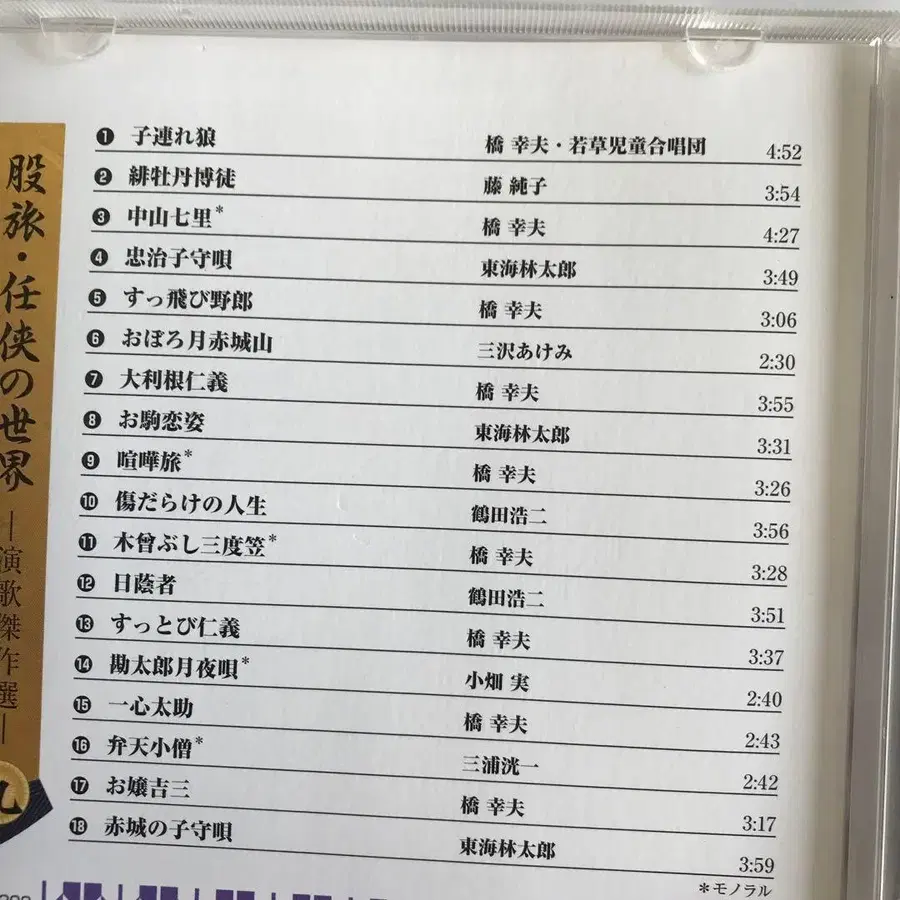 股旅・任侠の世界
―演歌傑作選―
❶ 子連れ狼 橋 幸夫・若草児童合唱団 4:52
❷ 緋牡丹博徒 藤 純子 3:54
❸ 中山七里* 橋 幸夫 4:27
❹ 忠治子守唄 東海林太郎 3:49
❺ すっ飛び野郎 橋 幸夫 3:06
❻ おぼろ月赤城山 三沢あけみ 2:30
❼ 大利根仁義 橋 幸夫 3:55
❽ お駒恋姿 東海林太郎 3:31
❾ 喧嘩旅* 橋 幸夫 3:26
❿ 傷だらけの人生 鶴田浩二 3:56
⓫ 木曾ぶし三度笠* 橋 幸夫 3:28
⓬ 日蔭者 鶴田浩二 3:51
⓭ すっとび仁義 橋 幸夫 3:37
⓮ 勘太郎月夜唄* 小畑 実 2:40
⓯ 一心太助 橋 幸夫 2:43
⓰ 弁天小僧* 三浦洸一 2:42
⓱ お嬢吉三 橋 幸夫 3:17
⓲ 赤城の子守唄 東海林太郎 3:59
*モノラル